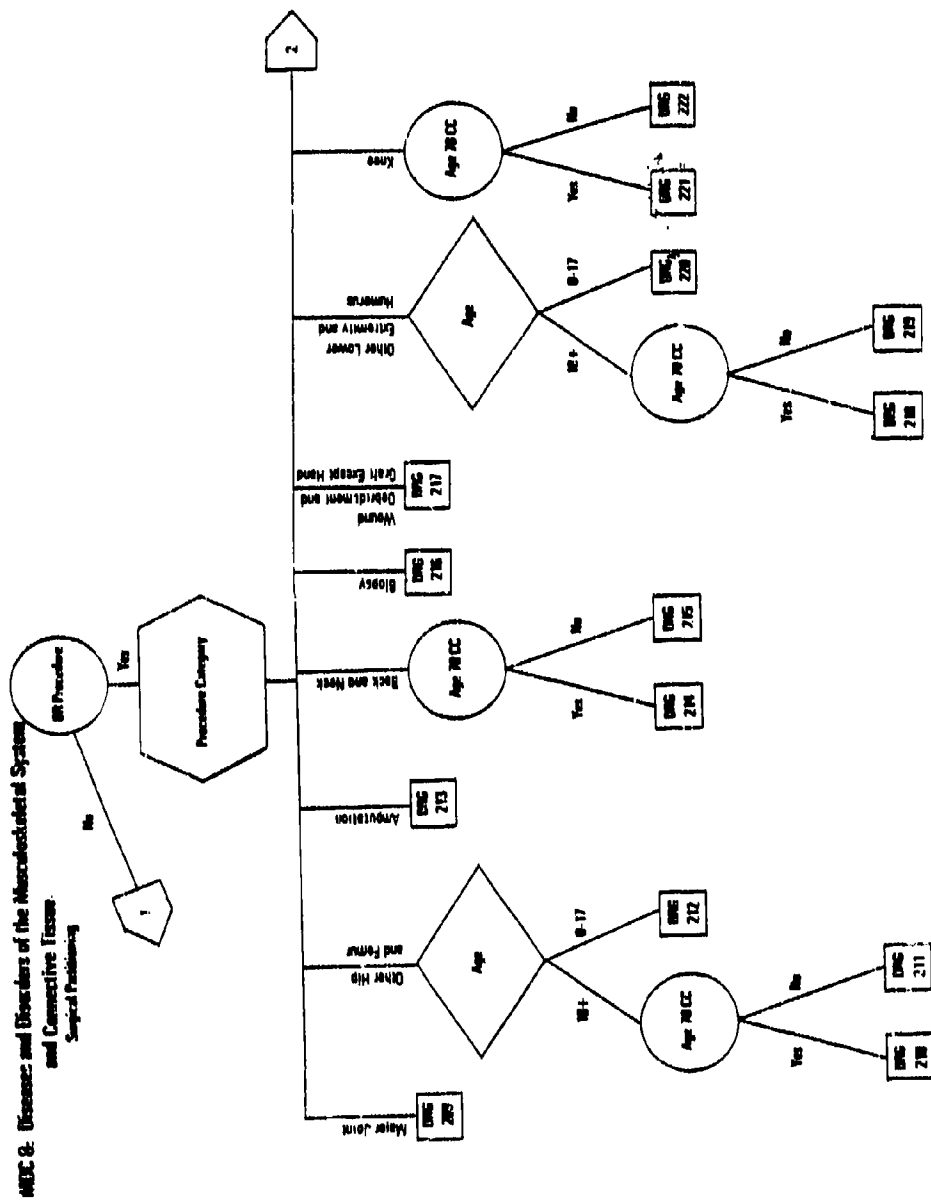 MDC 8: Diseases and Disorders of the Musculoskeletal System
and Connective Tissue-
Surgical Partitioning
OR Procedure
No
Yes
1
Procedure Category
2
Major Joint
DRG
209
Other Hip
and Femur
Age
18+
0-17
DRG
212
Age 70 CC
Yes
No
DRG
210
DRG
211
Amputation
DRG
213
Back and Neck
Age 70 CC
Yes
No
DRG
214
DRG
215
Biopsy
DRG
216
Wound
Debridment and
Graft Except Hand
DRG
217
Other Lower
Extremity and
Humerus
Age
18+
0-17
DRG
220
Age 70 CC
Yes
No
DRG
218
DRG
219
Knee
Age 70 CC
Yes
No
DRG
221
DRG
222